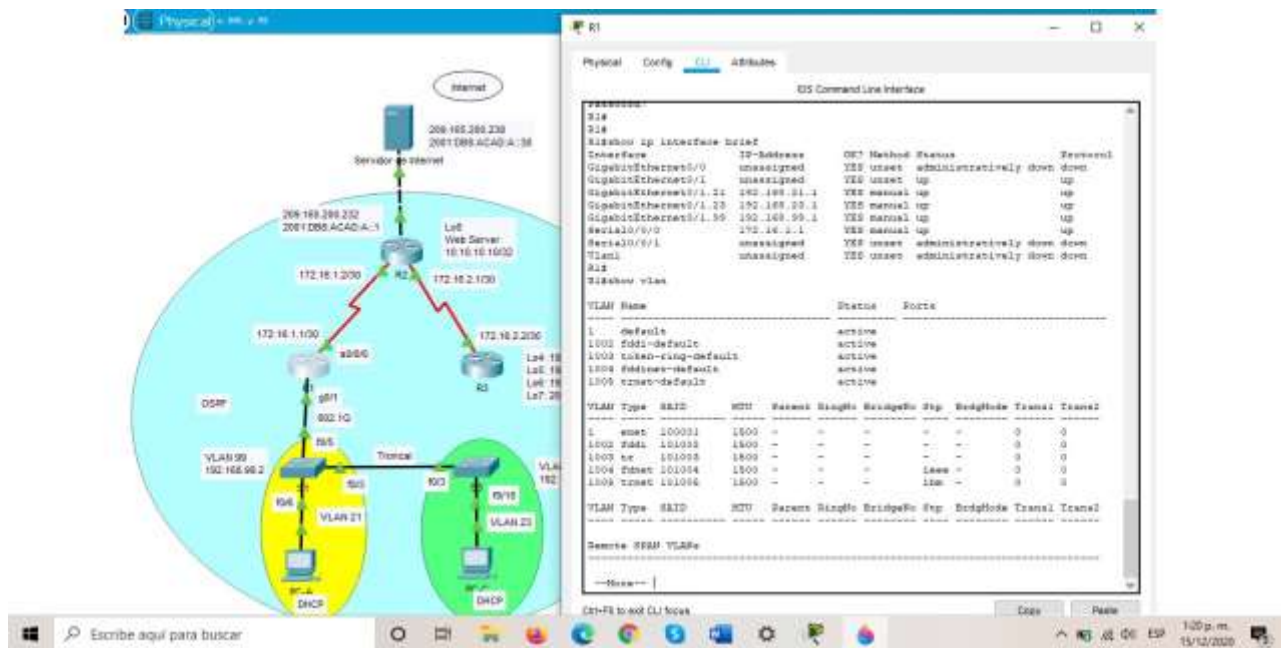 Physical
R1
Physical Config CLI Attributes
IOS Command Line Interface
Internet
209.165.200.238
2001:DB8:ACAD:A::38
Servidor de Internet
Lo0
Web Server
10.10.10.10/32
R2
172.16.1.2/30
172.16.2.1/30
172.16.1.1/30
172.16.2.2/30
s0/0/0
R3
OSPF
g0/1
802.1Q
f0/5
VLAN 99
192.168.99.2
Troncal
f0/3
f0/3
f0/6
VLAN 21
f0/18
VLAN 23
DHCP
DHCP
R1#
R1#
R1#show ip interface brief
Interface IP-Address OK? Method Status Protocol
GigabitEthernet0/0 unassigned YES unset administratively down down
GigabitEthernet0/1 unassigned YES unset up up
GigabitEthernet0/1.21 192.168.21.1 YES manual up up
GigabitEthernet0/1.23 192.168.23.1 YES manual up up
GigabitEthernet0/1.99 192.168.99.1 YES manual up up
Serial0/0/0 172.16.1.1 YES manual up up
Serial0/0/1 unassigned YES unset administratively down down
Vlan1 unassigned YES unset administratively down down
R1#
R1#show vlan
VLAN Name Status Ports
1 default active
1002 fddi-default active
1003 token-ring-default active
1004 fddinet-default active
1005 trnet-default active
VLAN Type SAID MTU Parent RingNo BridgeNo Stp BrdgMode Trans1 Trans2
1 enet 100001 1500 - - - - - 0 0
1002 fddi 101002 1500 - - - - - 0 0
1003 tr 101003 1500 - - - - - 0 0
1004 fdnet 101004 1500 - - - ieee - 0 0
1005 trnet 101005 1500 - - - ibm - 0 0
VLAN Type SAID MTU Parent RingNo BridgeNo Stp BrdgMode Trans1 Trans2
Remote SPAN VLANs
--More--
Ctrl+F6 to exit CLI focus
Copy Paste
Escribe aquí para buscar
ESP
1:20 p. m.
15/12/2020